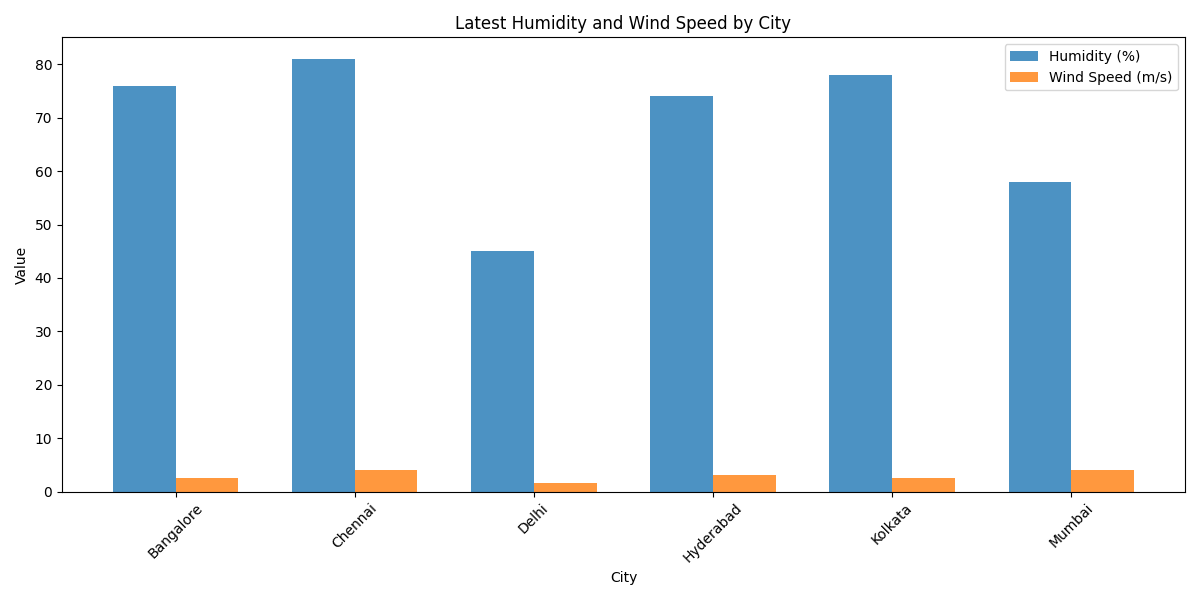 Latest Humidity and Wind Speed by City
Humidity (%)
Wind Speed (m/s)
Value
80
70
60
50
40
30
20
10
0
Bangalore
Chennai
Delhi
Hyderabad
Kolkata
Mumbai
City